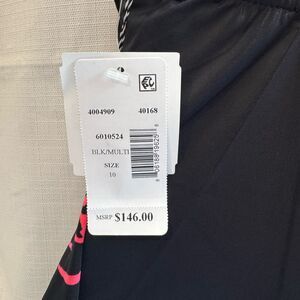 4004909 40168
6010524
BLK/MULTI
SIZE
10
MSRP $146.00